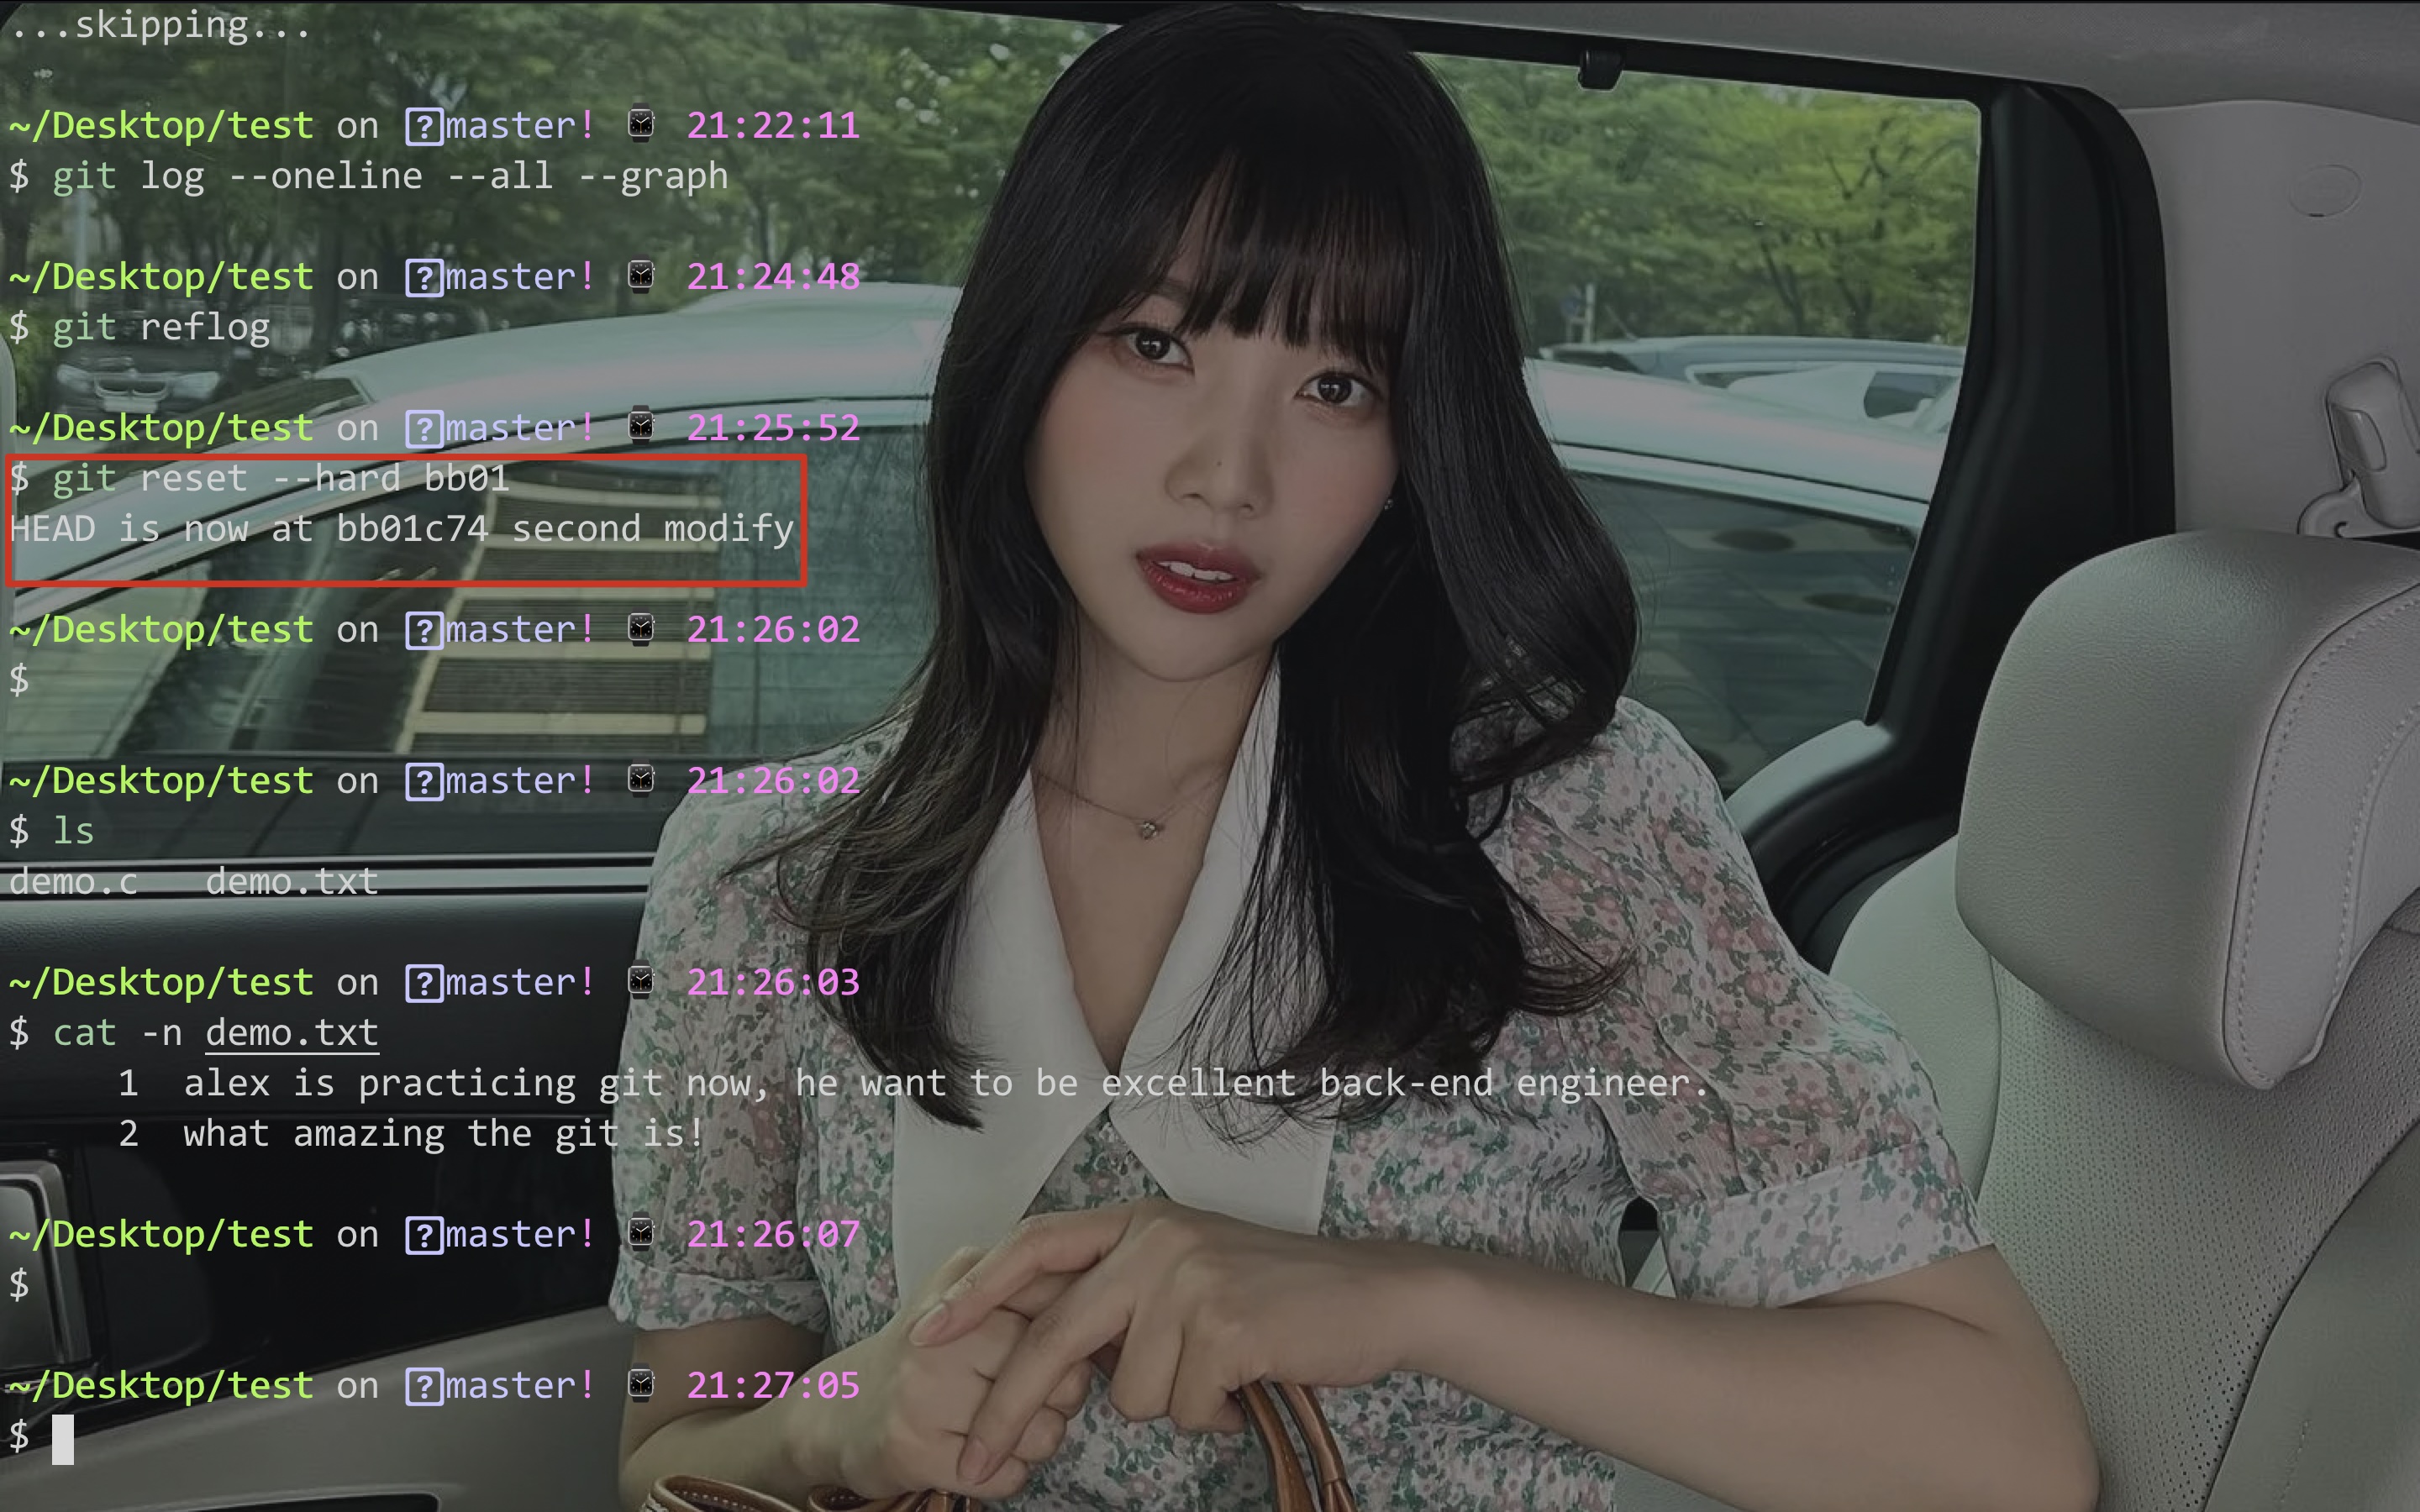 ...skipping...
~/Desktop/test on ?master! 21:22:11
$ git log --oneline --all --graph
~/Desktop/test on ?master! 21:24:48
$ git reflog
~/Desktop/test on ?master! 21:25:52
$ git reset --hard bb01
HEAD is now at bb01c74 second modify
~/Desktop/test on ?master! 21:26:02
$
~/Desktop/test on ?master! 21:26:02
$ ls
demo.c demo.txt
~/Desktop/test on ?master! 21:26:03
$ cat -n demo.txt
1 alex is practicing git now, he want to be excellent back-end engineer.
2 what amazing the git is!
~/Desktop/test on ?master! 21:26:07
$
~/Desktop/test on ?master! 21:27:05
$